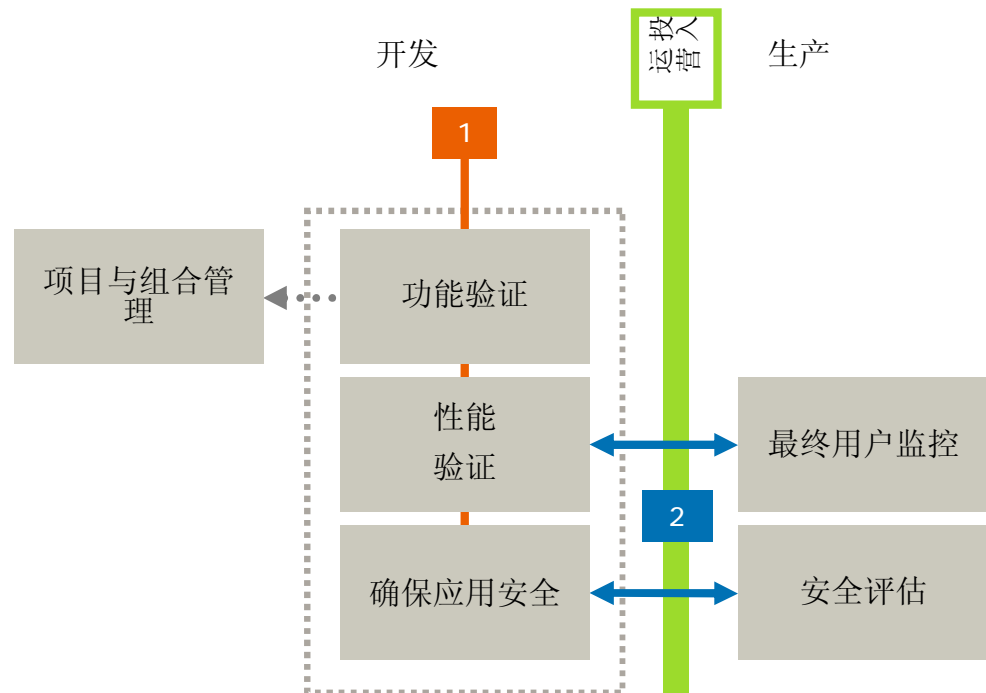 开发
投入
运营
生产
1
项目与组合管
理
功能验证
性能
验证
最终用户监控
2
确保应用安全
安全评估